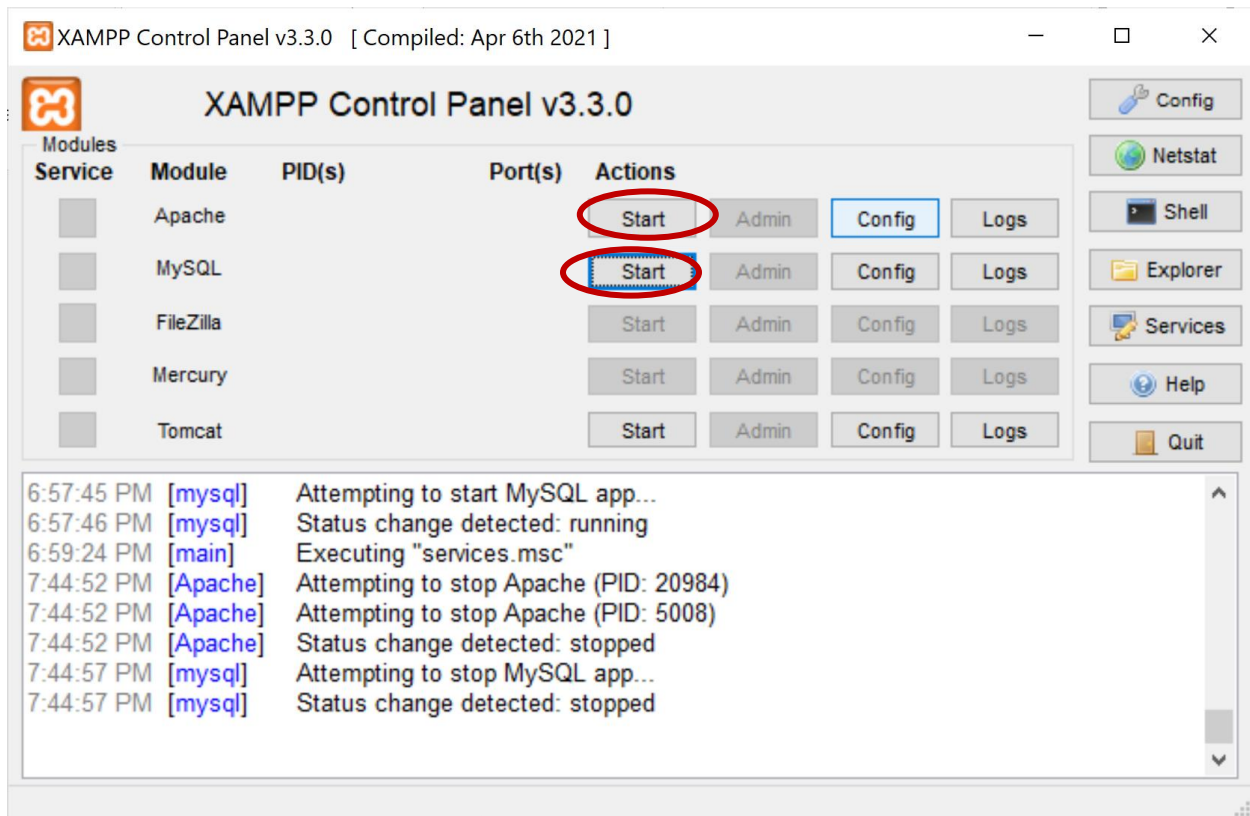 XAMPP Control Panel v3.3.0 [ Compiled: Apr 6th 2021 ]
XAMPP Control Panel v3.3.0
Config
Modules
Netstat
Service Module PID(s) Port(s) Actions
Apache Start Admin Config Logs
Shell
MySQL Start Admin Config Logs
Explorer
FileZilla Start Admin Config Logs
Services
Mercury Start Admin Config Logs
Help
Tomcat Start Admin Config Logs
Quit
6:57:45 PM [mysql] Attempting to start MySQL app...
6:57:46 PM [mysql] Status change detected: running
6:59:24 PM [main] Executing "services.msc"
7:44:52 PM [Apache] Attempting to stop Apache (PID: 20984)
7:44:52 PM [Apache] Attempting to stop Apache (PID: 5008)
7:44:52 PM [Apache] Status change detected: stopped
7:44:57 PM [mysql] Attempting to stop MySQL app...
7:44:57 PM [mysql] Status change detected: stopped